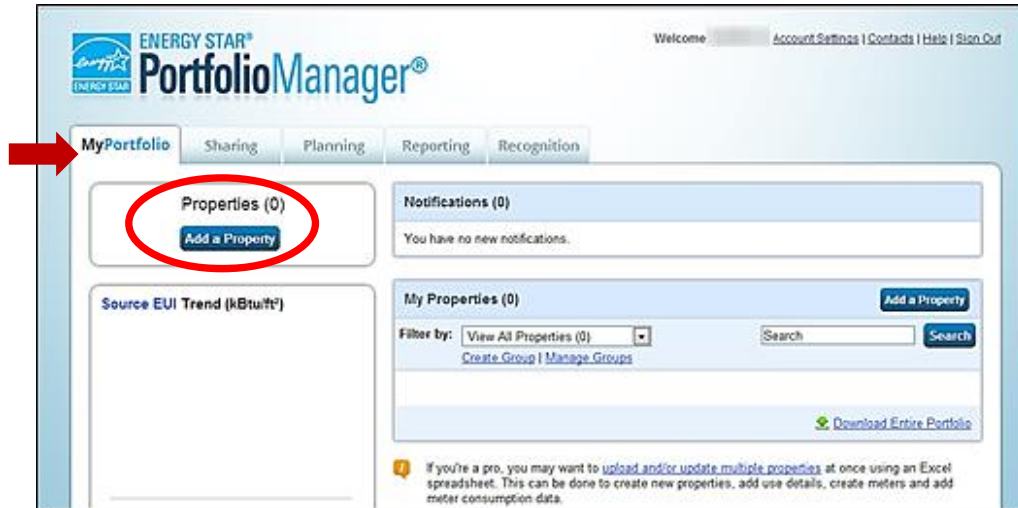 ENERGY STAR®
PortfolioManager®
ENERGY STAR
Welcome
Account Settings | Contacts | Help | Sign Out
MyPortfolio
Sharing
Planning
Reporting
Recognition
Properties (0)
Add a Property
Source EUI Trend (kBtu/ft²)
Notifications (0)
You have no new notifications.
My Properties (0)
Add a Property
Filter by: View All Properties (0)
Search
Search
Create Group | Manage Groups
Download Entire Portfolio
If you're a pro, you may want to upload and/or update multiple properties at once using an Excel
spreadsheet. This can be done to create new properties, add use details, create meters and add
meter consumption data.